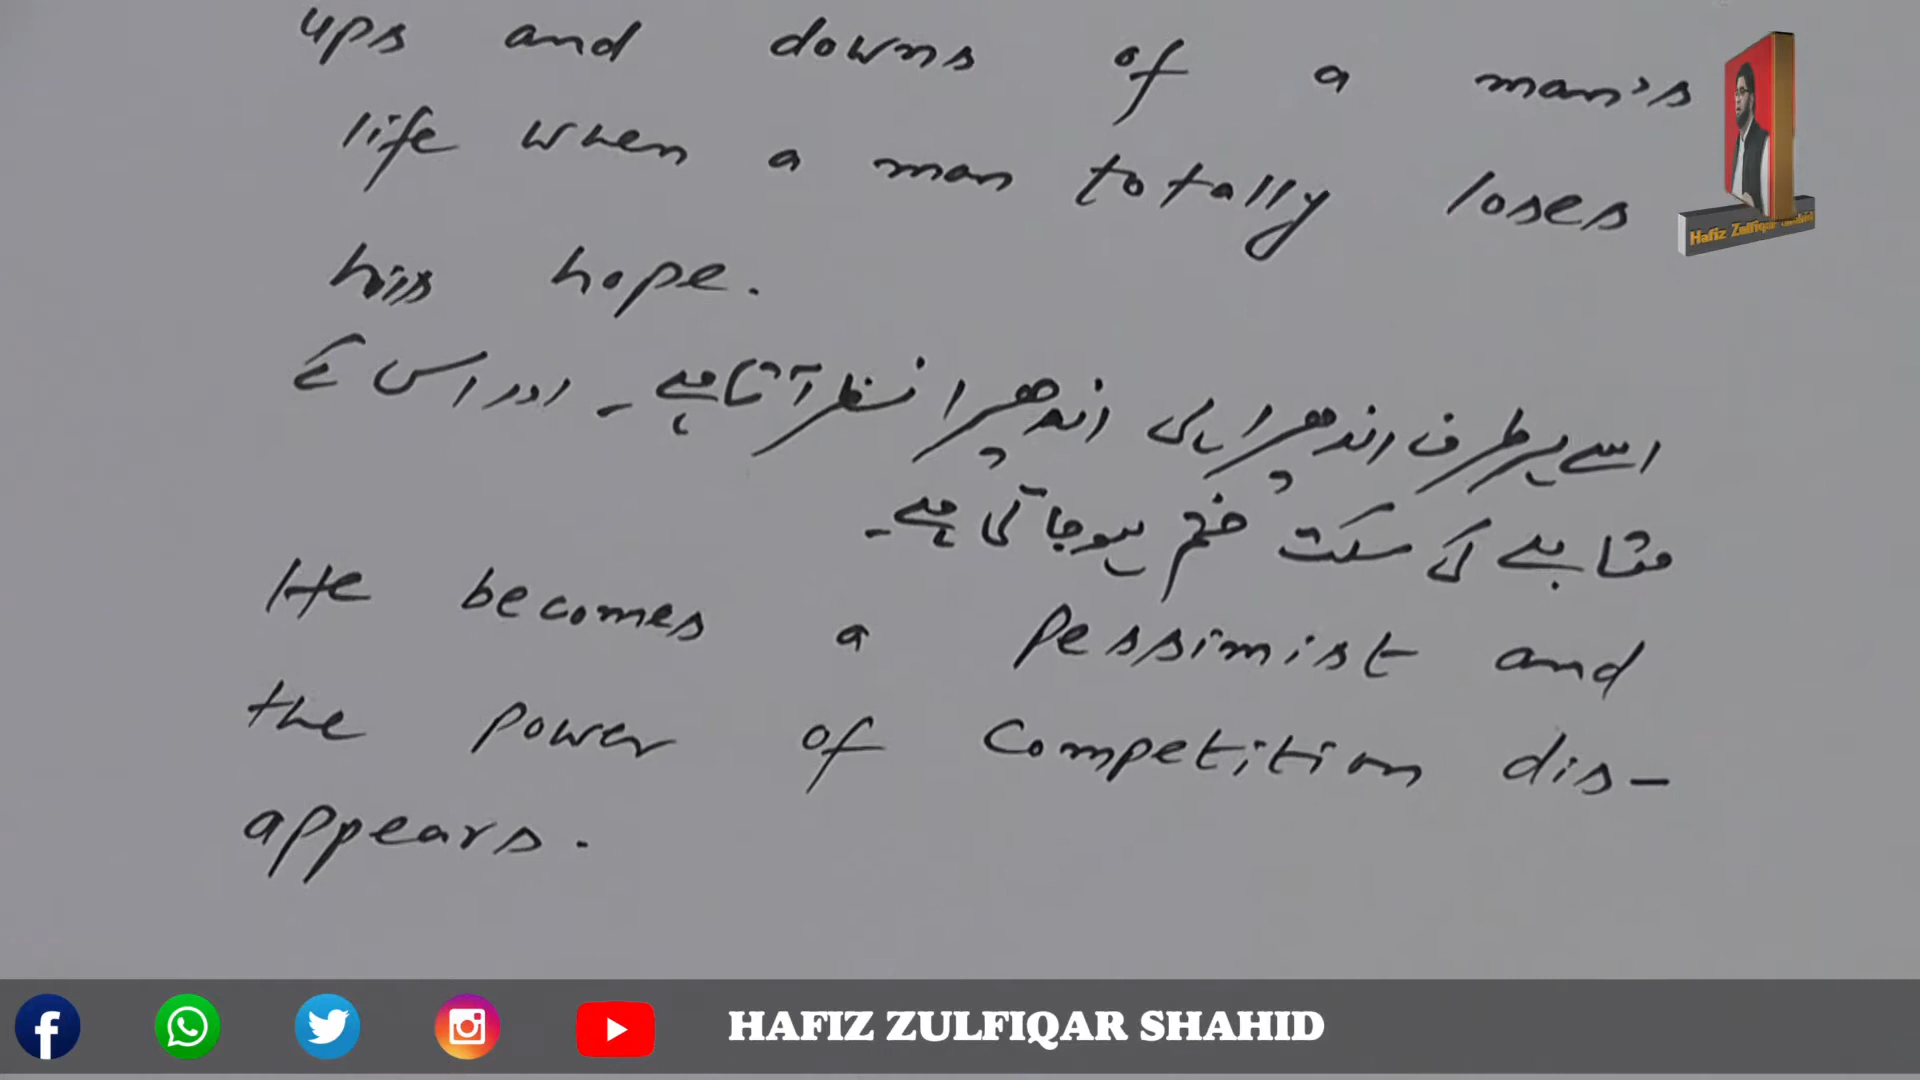 ups and downs of a man's
life when a man totally loses
his hope.
اسے ہر طرف اندھیرا ہی اندھیرا نظر آتا ہے۔ اور اس کے
مقابلے کی سکت ختم ہو جاتی ہے۔
He becomes a pessimist and
the power of competition dis-
appears.
Hafiz Zulfiqar Shahid
HAFIZ ZULFIQAR SHAHID